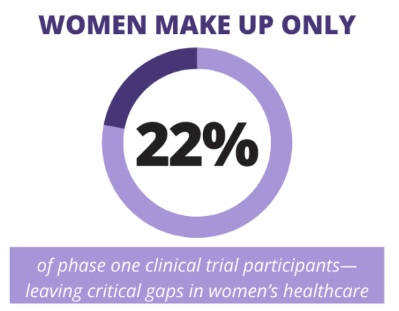 WOMEN MAKE UP ONLY
22%
of phase one clinical trial participants—
leaving critical gaps in women’s healthcare